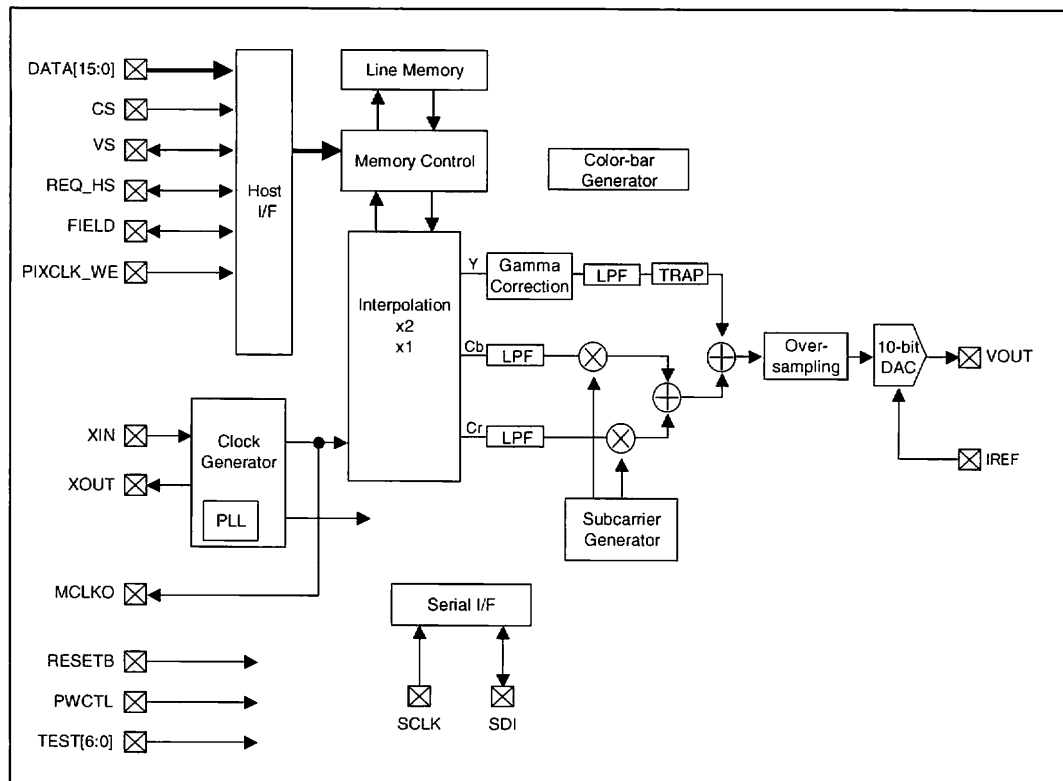 DATA[15:0]
CS
VS
REQ_HS
FIELD
PIXCLK_WE
Host
I/F
Line Memory
Memory Control
Color-bar
Generator
Interpolation
x2
x1
Y
Gamma
Correction
LPF
TRAP
Cb
LPF
Cr
LPF
Over-
sampling
10-bit
DAC
VOUT
IREF
Subcarrier
Generator
XIN
XOUT
Clock
Generator
PLL
MCLKO
RESETB
PWCTL
TEST[6:0]
Serial I/F
SCLK
SDI